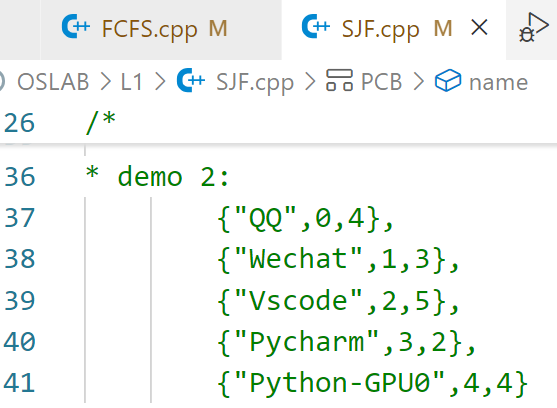 FCFS.cpp M SJF.cpp M
OSLAB > L1 > SJF.cpp > PCB > name
26 /*
36 * demo 2:
37 {"QQ",0,4},
38 {"Wechat",1,3},
39 {"Vscode",2,5},
40 {"Pycharm",3,2},
41 {"Python-GPU0",4,4}